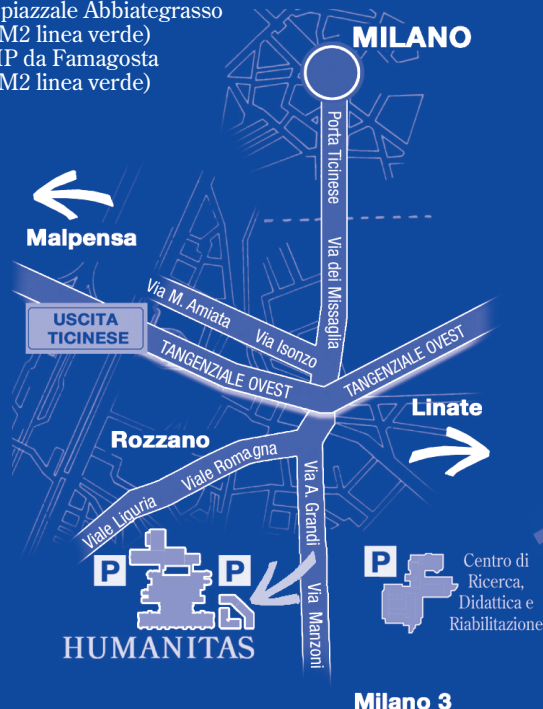 piazzale Abbiategrasso
M2 linea verde)
da Famagosta
M2 linea verde)
MILANO
Porta Ticinese
Via dei Missaglia
Malpensa
Via M. Amiata
Via Isonzo
USCITA
TICINESE
TANGENZIALE OVEST
TANGENZIALE OVEST
Linate
Rozzano
Viale Romagna
Viale Liguria
Via A. Grandi
Via Manzoni
P
P
P
Centro di
Ricerca,
Didattica e
Riabilitazione
HUMANITAS
Milano 3